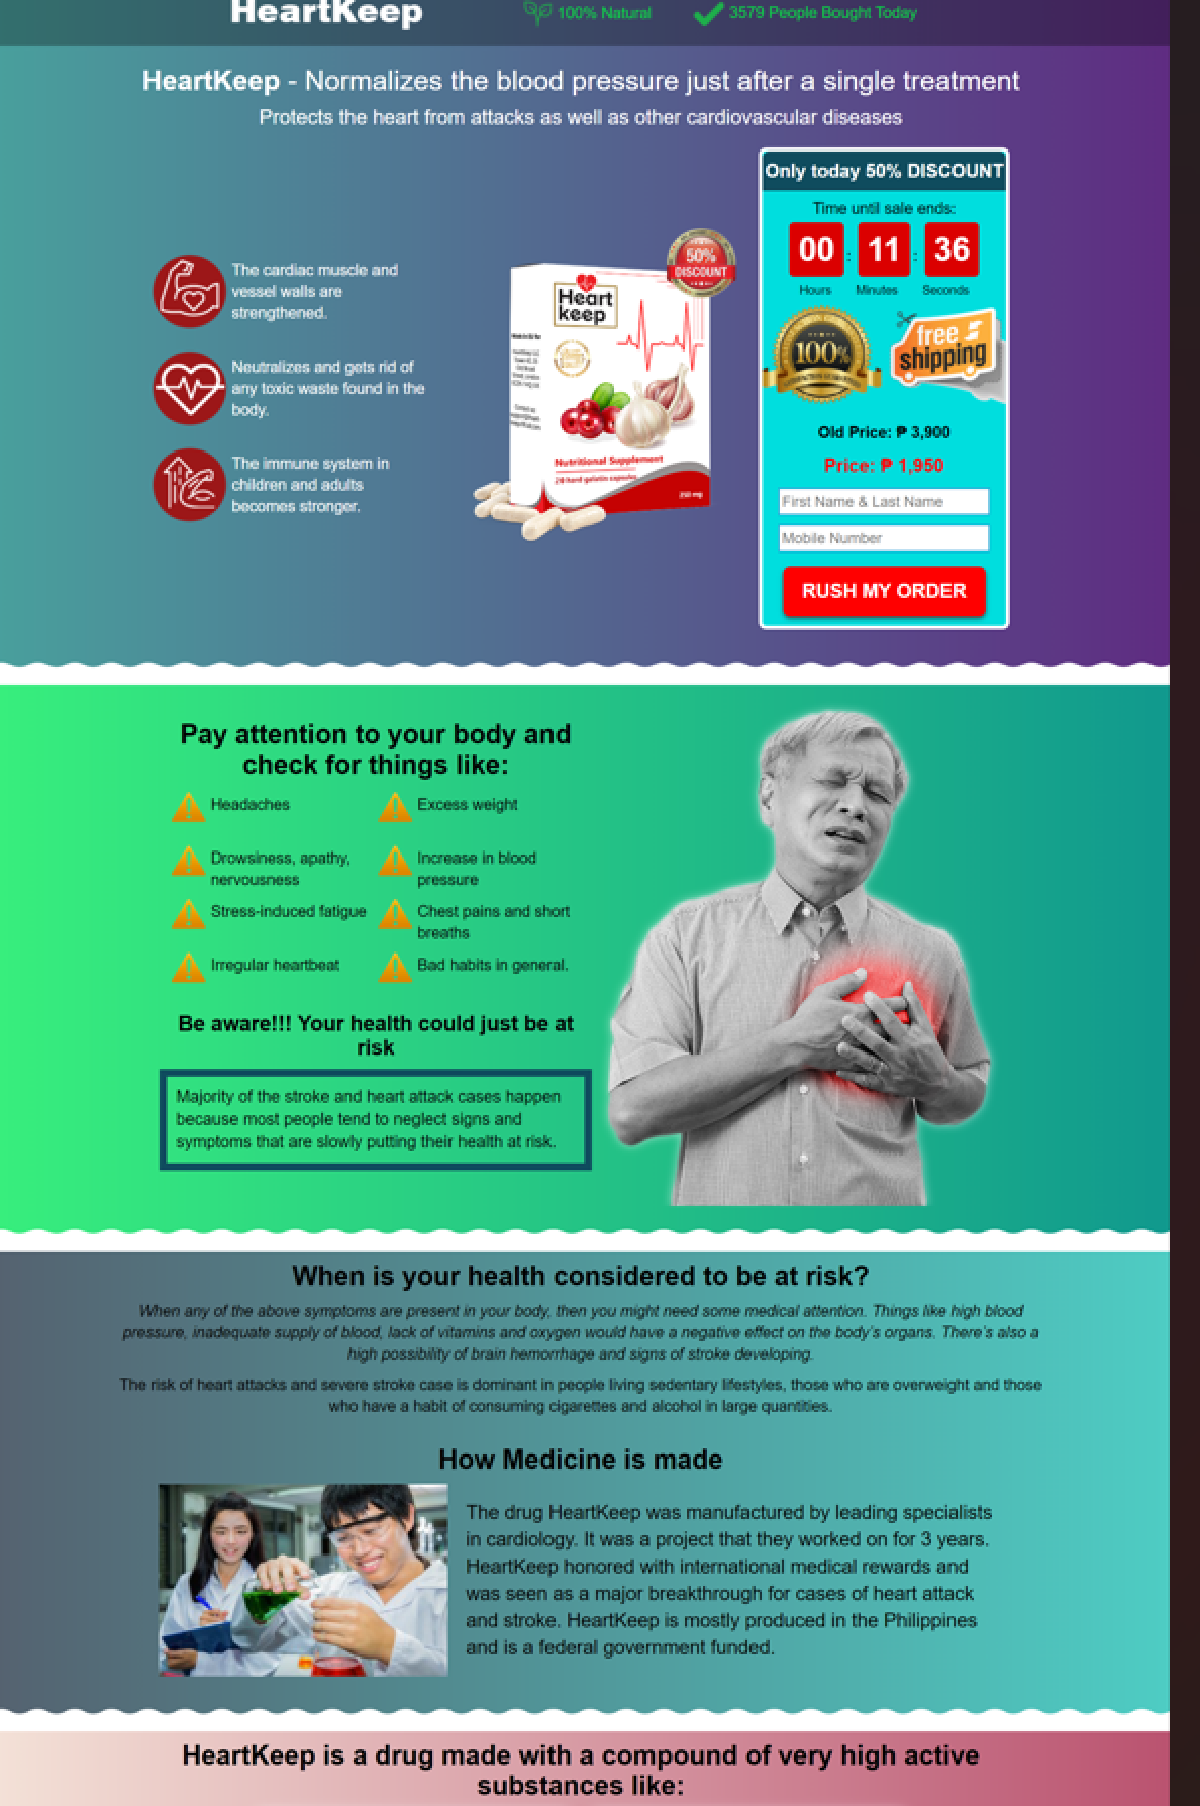 HeartKeep
100% Natural
3579 People Bought Today
HeartKeep - Normalizes the blood pressure just after a single treatment
Protects the heart from attacks as well as other cardiovascular diseases
The cardiac muscle and
vessel walls are
strengthened.
Neutralizes and gets rid of
any toxic waste found in the
body.
The immune system in
children and adults
becomes stronger.
50%
DISCOUNT
Heart
keep
Nutritional Supplement
hard gelatin capsules
Only today 50% DISCOUNT
Time until sale ends:
00 : 11 : 36
Hours Minutes Seconds
100%
free
shipping
Old Price: ₱ 3,900
Price: ₱ 1,950
First Name & Last Name
Mobile Number
RUSH MY ORDER
Pay attention to your body and
check for things like:
Headaches
Excess weight
Drowsiness, apathy,
nervousness
Increase in blood
pressure
Stress-induced fatigue
Chest pains and short
breaths
Irregular heartbeat
Bad habits in general.
Be aware!!! Your health could just be at
risk
Majority of the stroke and heart attack cases happen
because most people tend to neglect signs and
symptoms that are slowly putting their health at risk.
When is your health considered to be at risk?
When any of the above symptoms are present in your body, then you might need some medical attention. Things like high blood
pressure, inadequate supply of blood, lack of vitamins and oxygen would have a negative effect on the body's organs. There's also a
high possibility of brain hemorrhage and signs of stroke developing.
The risk of heart attacks and severe stroke case is dominant in people living sedentary lifestyles, those who are overweight and those
who have a habit of consuming cigarettes and alcohol in large quantities.
How Medicine is made
The drug HeartKeep was manufactured by leading specialists
in cardiology. It was a project that they worked on for 3 years.
HeartKeep honored with international medical rewards and
was seen as a major breakthrough for cases of heart attack
and stroke. HeartKeep is mostly produced in the Philippines
and is a federal government funded.
HeartKeep is a drug made with a compound of very high active
substances like: